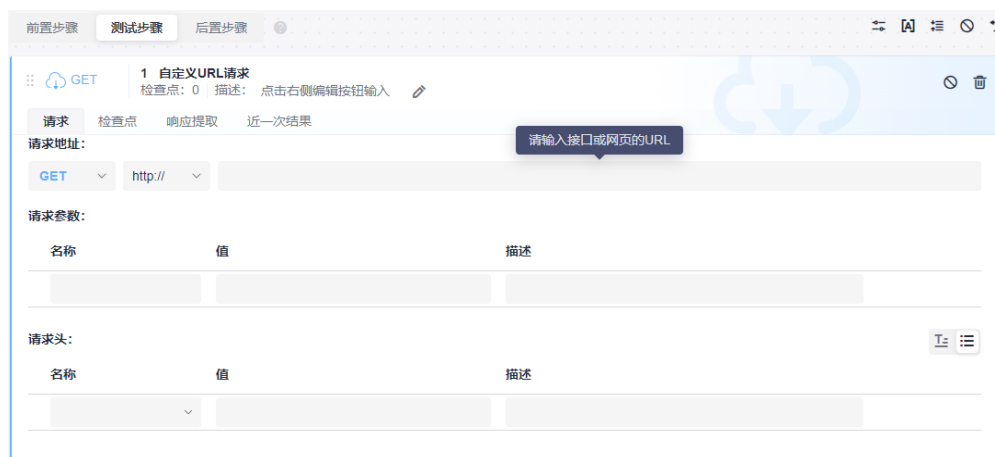 前置步骤 测试步骤 后置步骤
GET 1 自定义URL请求
检查点：0 描述： 点击右侧编辑按钮输入
请求 检查点 响应提取 近一次结果
请求地址：
请输入接口或网页的URL
GET http://
请求参数：
名称 值 描述
请求头：
名称 值 描述